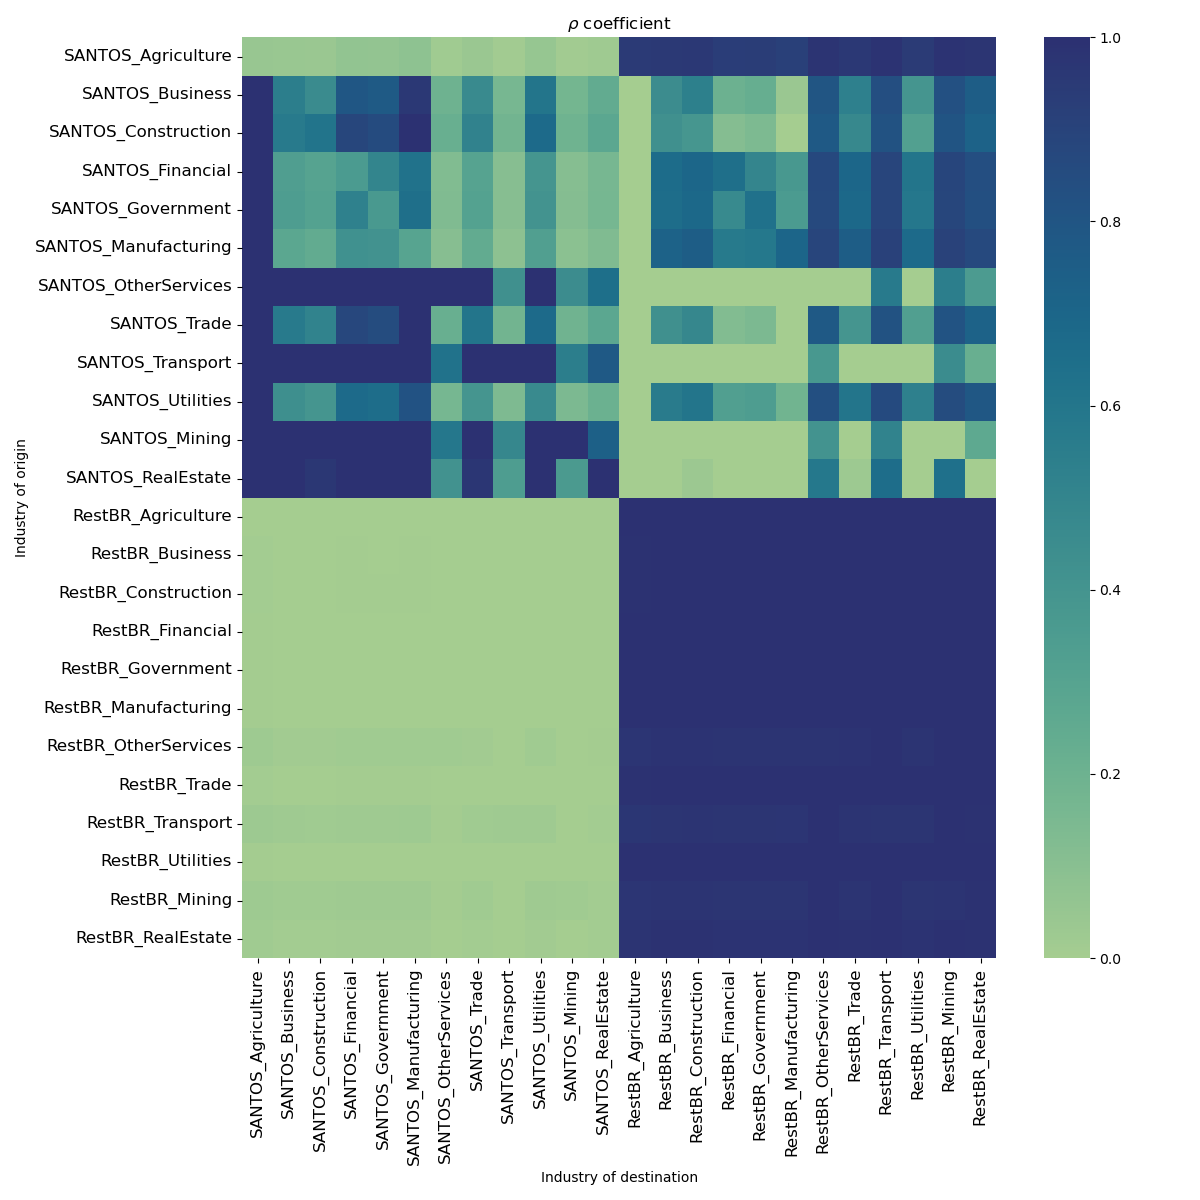 ρ coefficient
SANTOS_Agriculture
SANTOS_Business
SANTOS_Construction
SANTOS_Financial
SANTOS_Government
SANTOS_Manufacturing
SANTOS_OtherServices
SANTOS_Trade
SANTOS_Transport
SANTOS_Utilities
SANTOS_Mining
SANTOS_RealEstate
RestBR_Agriculture
RestBR_Business
RestBR_Construction
RestBR_Financial
RestBR_Government
RestBR_Manufacturing
RestBR_OtherServices
RestBR_Trade
RestBR_Transport
RestBR_Utilities
RestBR_Mining
RestBR_RealEstate
Industry of origin
SANTOS_Agriculture
SANTOS_Business
SANTOS_Construction
SANTOS_Financial
SANTOS_Government
SANTOS_Manufacturing
SANTOS_OtherServices
SANTOS_Trade
SANTOS_Transport
SANTOS_Utilities
SANTOS_Mining
SANTOS_RealEstate
RestBR_Agriculture
RestBR_Business
RestBR_Construction
RestBR_Financial
RestBR_Government
RestBR_Manufacturing
RestBR_OtherServices
RestBR_Trade
RestBR_Transport
RestBR_Utilities
RestBR_Mining
RestBR_RealEstate
Industry of destination
1.0
0.8
0.6
0.4
0.2
0.0